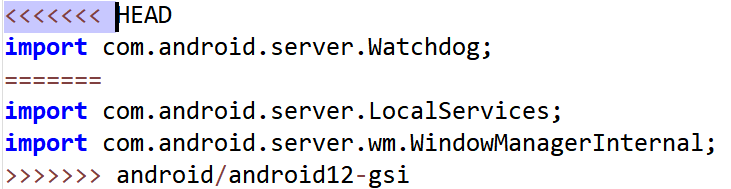 <<<<<<< HEAD
import com.android.server.Watchdog;
=======
import com.android.server.LocalServices;
import com.android.server.wm.WindowManagerInternal;
>>>>>>> android/android12-gsi